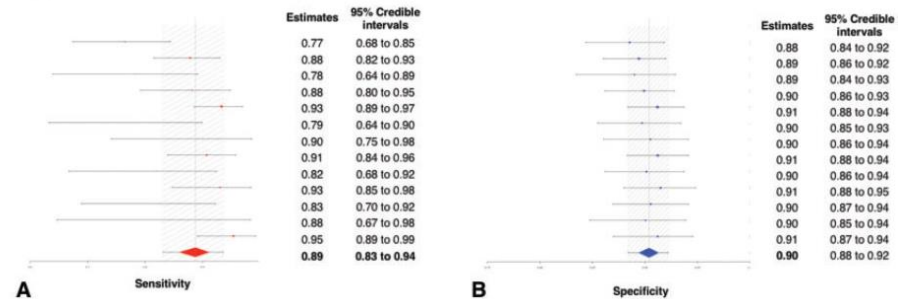 Estimates 95% Credible intervals
0.77 0.68 to 0.85
0.88 0.82 to 0.93
0.78 0.64 to 0.89
0.88 0.80 to 0.95
0.93 0.89 to 0.97
0.79 0.64 to 0.90
0.90 0.75 to 0.98
0.91 0.84 to 0.96
0.82 0.68 to 0.92
0.93 0.85 to 0.98
0.83 0.70 to 0.92
0.88 0.67 to 0.98
0.95 0.89 to 0.99
0.89 0.83 to 0.94
A Sensitivity
Estimates 95% Credible intervals
0.88 0.84 to 0.92
0.89 0.86 to 0.92
0.89 0.84 to 0.93
0.90 0.86 to 0.93
0.91 0.88 to 0.94
0.90 0.85 to 0.93
0.90 0.86 to 0.94
0.91 0.88 to 0.94
0.90 0.86 to 0.94
0.91 0.88 to 0.95
0.90 0.87 to 0.94
0.90 0.85 to 0.94
0.91 0.87 to 0.94
0.90 0.88 to 0.92
B Specificity